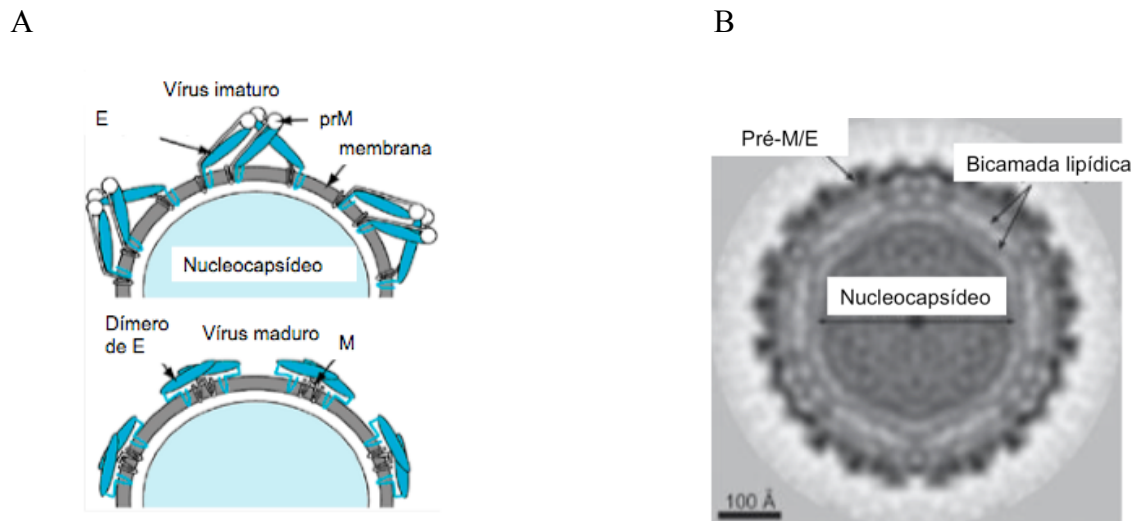 A
B
Vírus imaturo
E
prM
membrana
Nucleocapsídeo
Dímero
de E
Vírus maduro
M
Pré-M/E
Bicamada lipídica
Nucleocapsídeo
100 Å